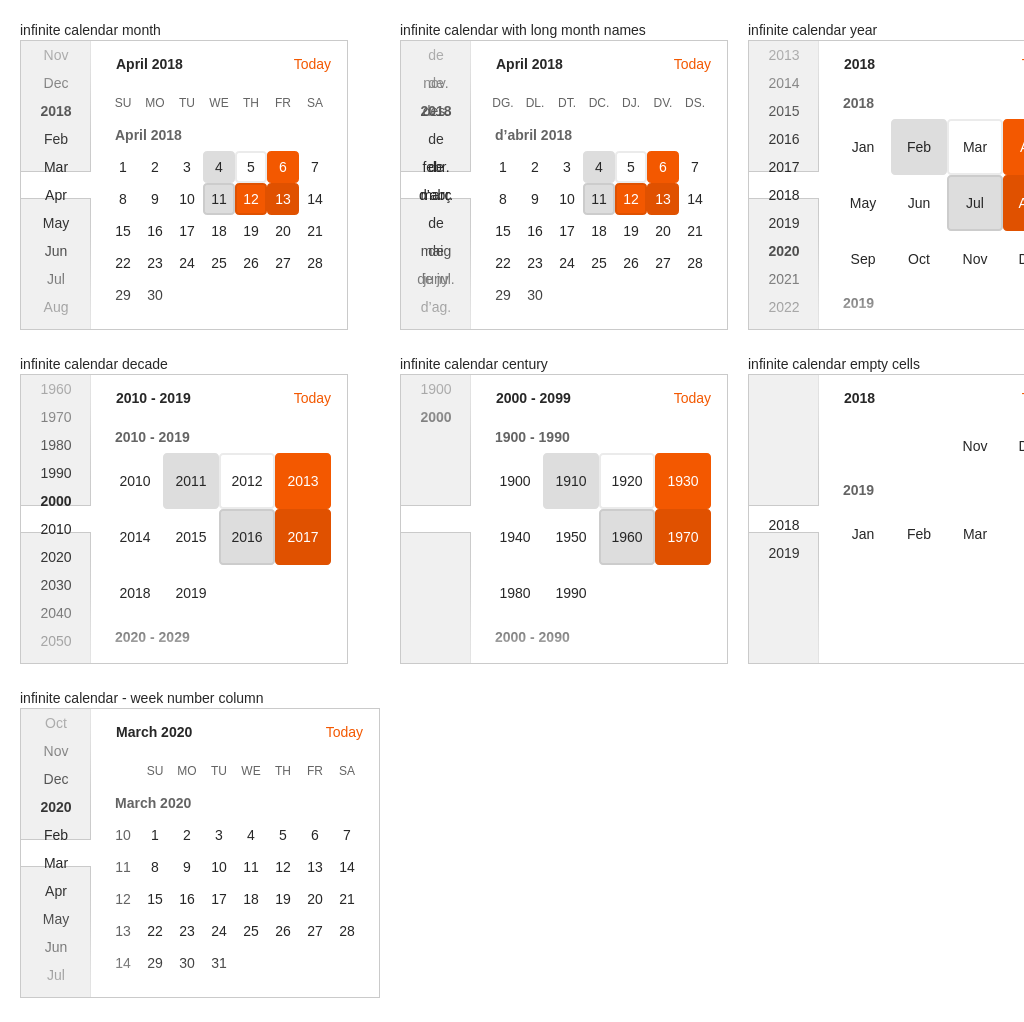 infinite calendar month
Nov
Dec
2018
Feb
Mar
Apr
May
Jun
Jul
Aug
April 2018 Today
SU MO TU WE TH FR SA
April 2018
1 2 3 4 5 6 7
8 9 10 11 12 13 14
15 16 17 18 19 20 21
22 23 24 25 26 27 28
29 30
infinite calendar with long month names
de
2018
de
de
d'ag.
April 2018 Today
DG. DL. DT. DC. DJ. DV. DS.
d'abril 2018
1 2 3 4 5 6 7
8 9 10 11 12 13 14
15 16 17 18 19 20 21
22 23 24 25 26 27 28
29 30
infinite calendar year
2013
2014
2015
2016
2017
2018
2019
2020
2021
2022
2018
2018
Jan Feb Mar
May Jun Jul
Sep Oct Nov
2019
infinite calendar decade
1960
1970
1980
1990
2000
2010
2020
2030
2040
2050
2010 - 2019 Today
2010 - 2019
2010 2011 2012 2013
2014 2015 2016 2017
2018 2019
2020 - 2029
infinite calendar century
1900
2000
2000 - 2099 Today
1900 - 1990
1900 1910 1920 1930
1940 1950 1960 1970
1980 1990
2000 - 2090
infinite calendar empty cells
2018
2019
2018
Nov
2019
Jan Feb Mar
infinite calendar - week number column
Oct
Nov
Dec
2020
Feb
Mar
Apr
May
Jun
Jul
March 2020 Today
SU MO TU WE TH FR SA
March 2020
10 1 2 3 4 5 6 7
11 8 9 10 11 12 13 14
12 15 16 17 18 19 20 21
13 22 23 24 25 26 27 28
14 29 30 31